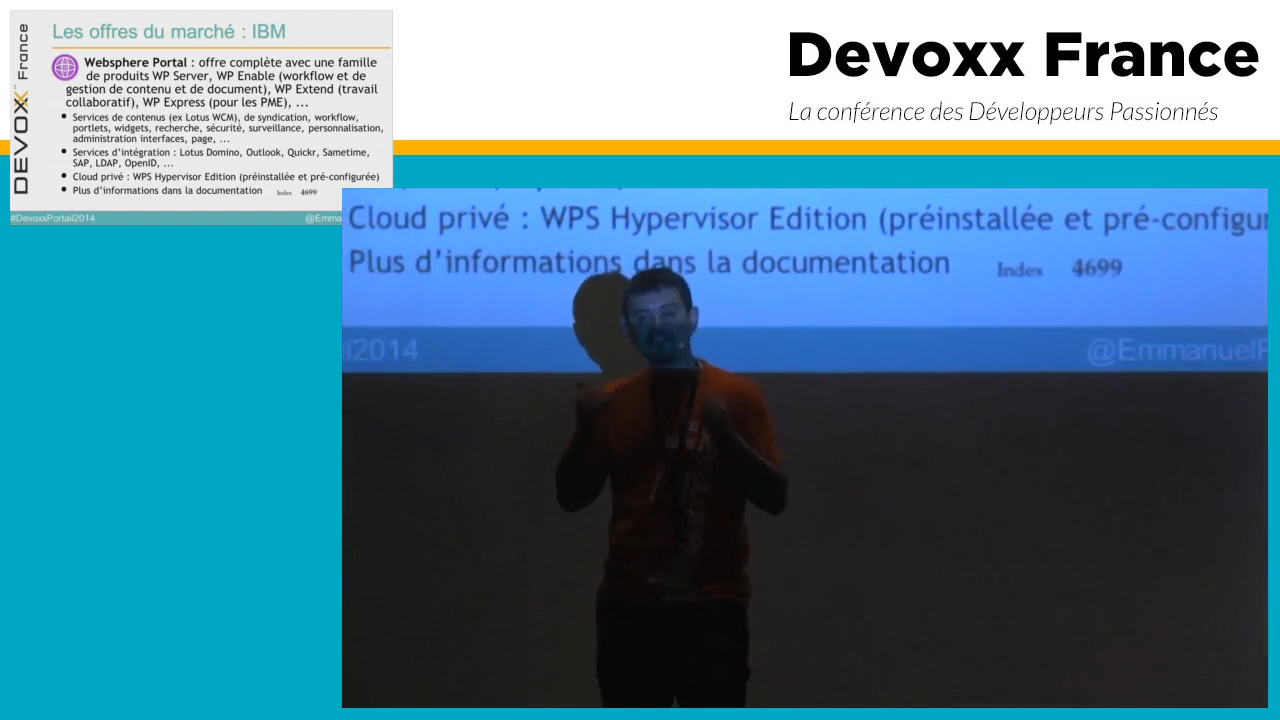 Les offres du marché : IBM
DEVOXX France
Websphere Portal : offre complète avec une famille
de produits WP Server, WP Enable (workflow et de
gestion de contenu et de document), WP Extend (travail
collaboratif), WP Express (pour les PME), ...
• Services de contenus (ex Lotus WCM), de syndication, workflow,
portlets, widgets, recherche, sécurité, surveillance, personnalisation,
administration interfaces, page, ...
• Services d'intégration : Lotus Domino, Outlook, Quickr, Sametime,
SAP, LDAP, OpenID, ...
• Cloud privé : WPS Hypervisor Edition (préinstallée et pré-configurée)
• Plus d'informations dans la documentation Index 4699
#DevoxxPortail2014 @Emma
Devoxx France
La conférence des Développeurs Passionnés
Cloud privé : WPS Hypervisor Edition (préinstallée et pré-configur
Plus d'informations dans la documentation Index 4699
l2014 @EmmanuelF